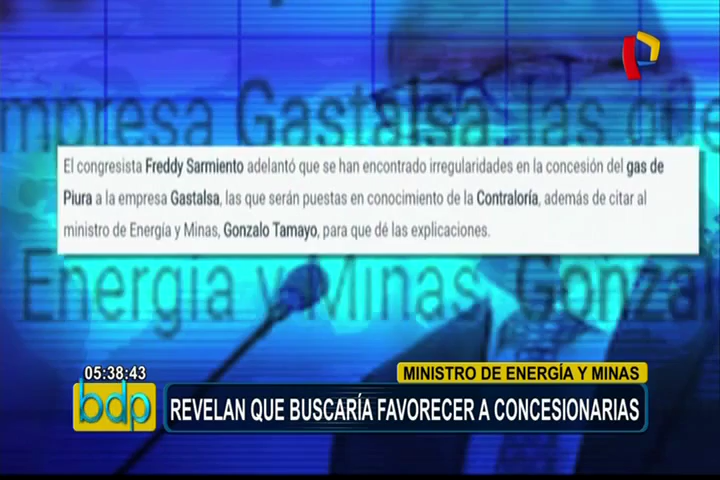 mpresa Gastalsa, las que
El congresista Freddy Sarmiento adelantó que se han encontrado irregularidades en la concesión del gas de
Piura a la empresa Gastalsa, las que serán puestas en conocimiento de la Contraloría, además de citar al
ministro de Energía y Minas, Gonzalo Tamayo, para que dé las explicaciones.
Energía y Minas, Gonzal
05:38:43
MINISTRO DE ENERGÍA Y MINAS
bdp
REVELAN QUE BUSCARÍA FAVORECER A CONCESIONARIAS